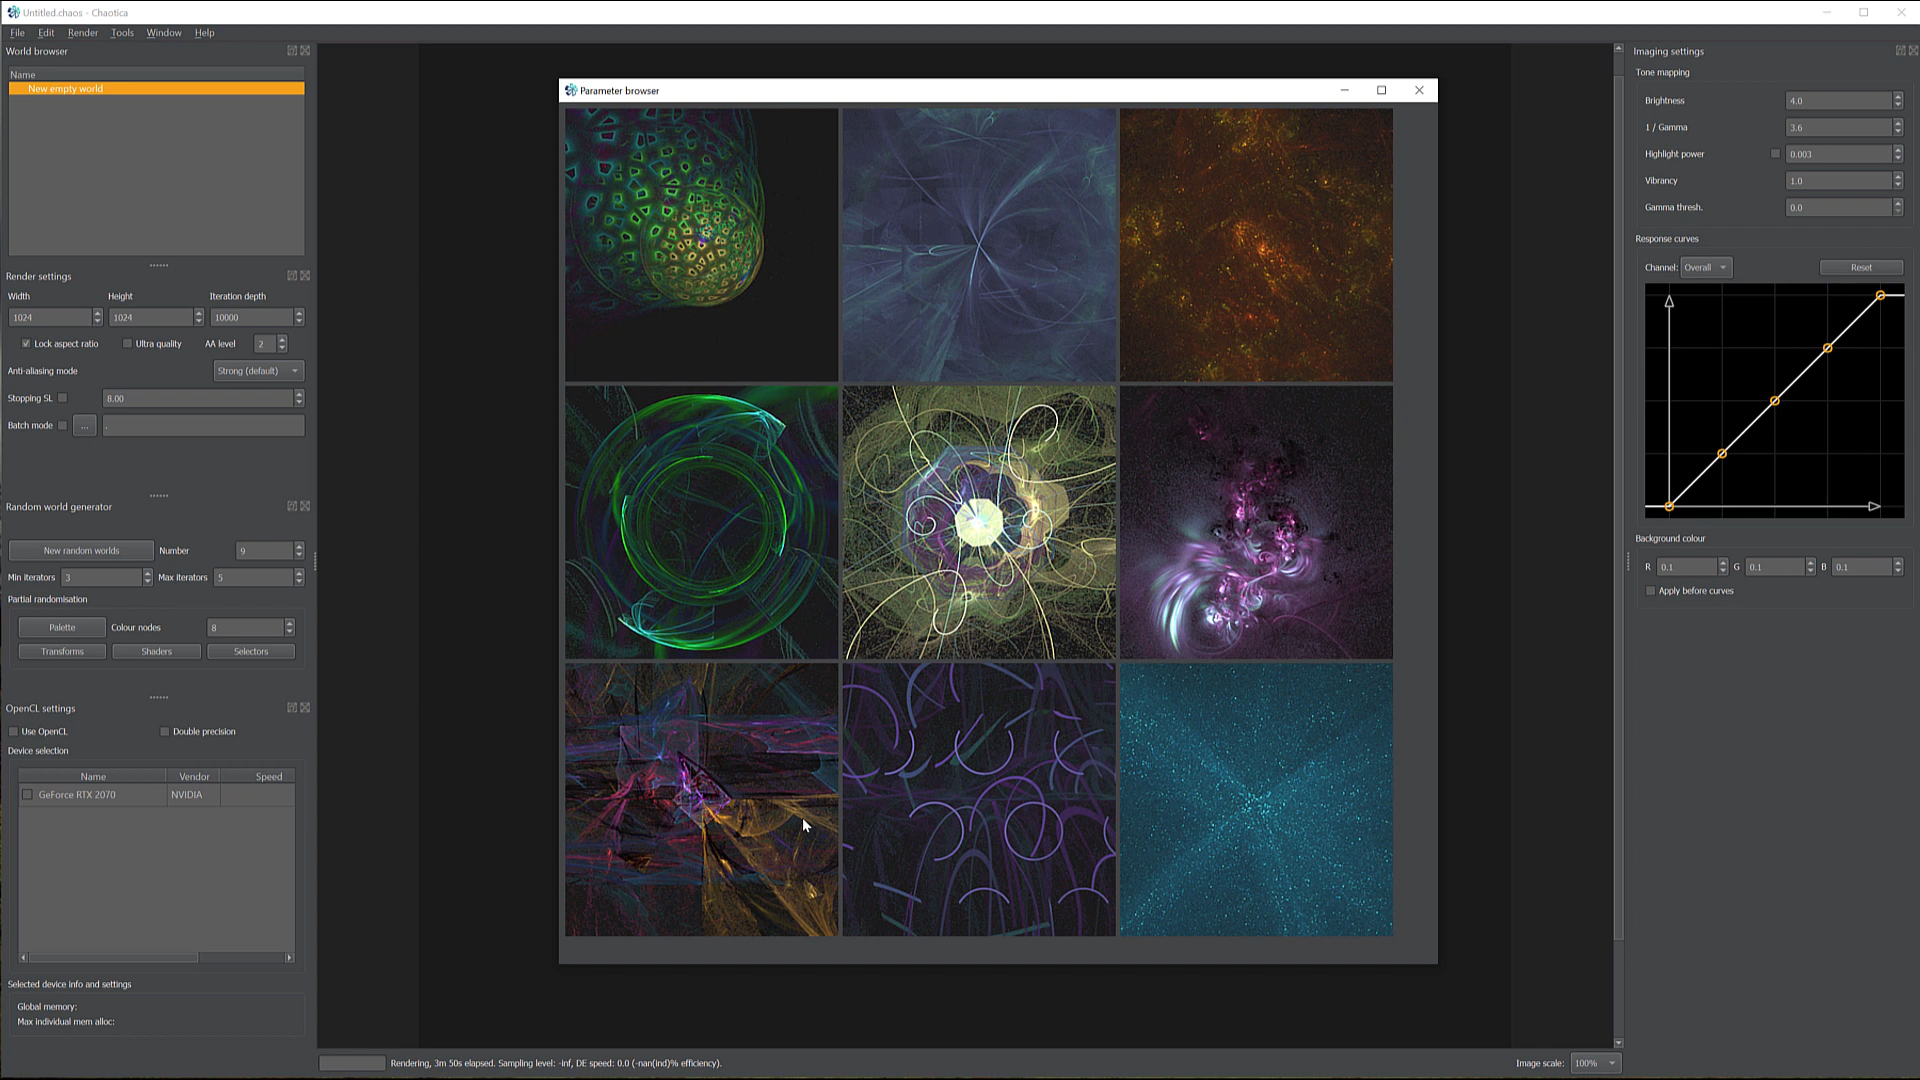 Untitled.chaos - Chaotica
File Edit Render Tools Window Help
World browser
Name
New empty world
Render settings
Width Height Iteration depth
1024 1024 10000
Lock aspect ratio Ultra quality AA level 2
Anti-aliasing mode Strong (default)
Stopping SL 8.00
Batch mode ... .
Random world generator
New random worlds Number 9
Min iterators 3 Max iterators 5
Partial randomisation
Palette Colour nodes 8
Transforms Shaders Selectors
OpenCL settings
Use OpenCL Double precision
Device selection
Name Vendor Speed
GeForce RTX 2070 NVIDIA
Selected device info and settings
Global memory:
Max individual mem alloc:
Parameter browser
Rendering, 3m 50s elapsed. Sampling level: -inf, DE speed: 0.0 (-nan(ind)% efficiency).
Image scale: 100%
Imaging settings
Tone mapping
Brightness 4.0
1 / Gamma 3.6
Highlight power 0.003
Vibrancy 1.0
Gamma thresh. 0.0
Response curves
Channel: Overall Reset
Background colour
R 0.1 G 0.1 B 0.1
Apply before curves